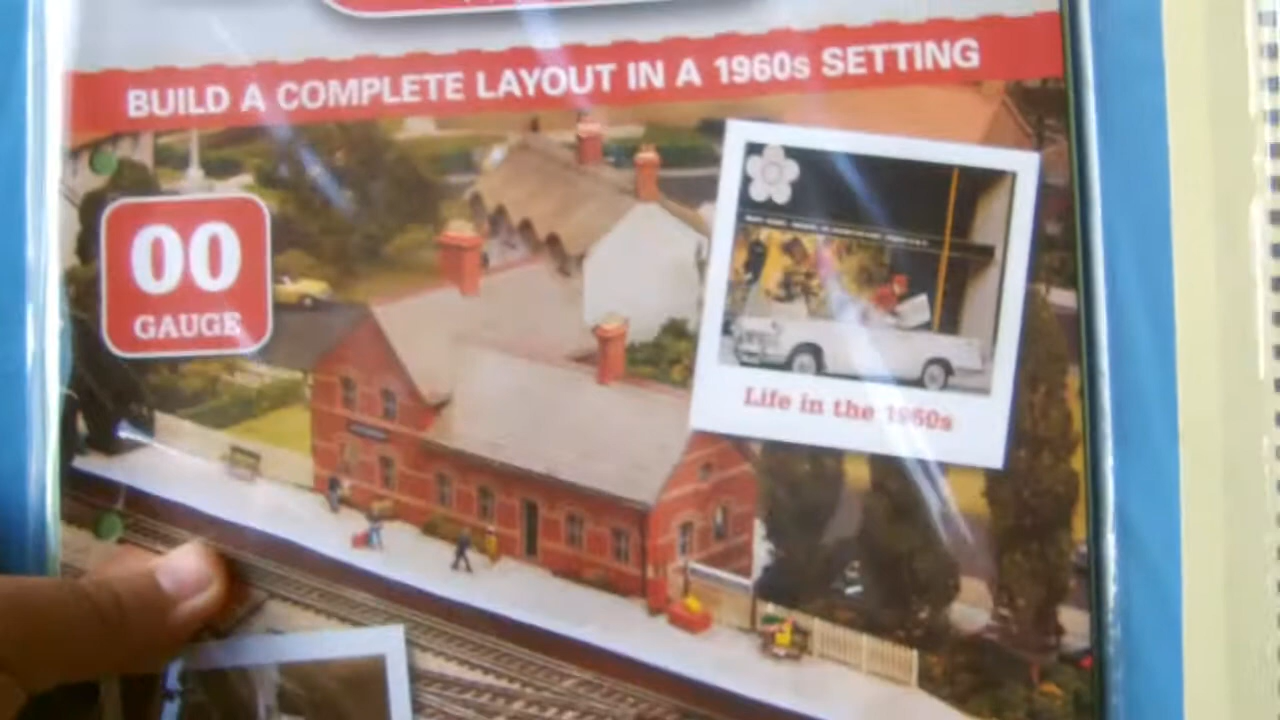 BUILD A COMPLETE LAYOUT IN A 1960s SETTING
00
GAUGE
Life in the 1960s